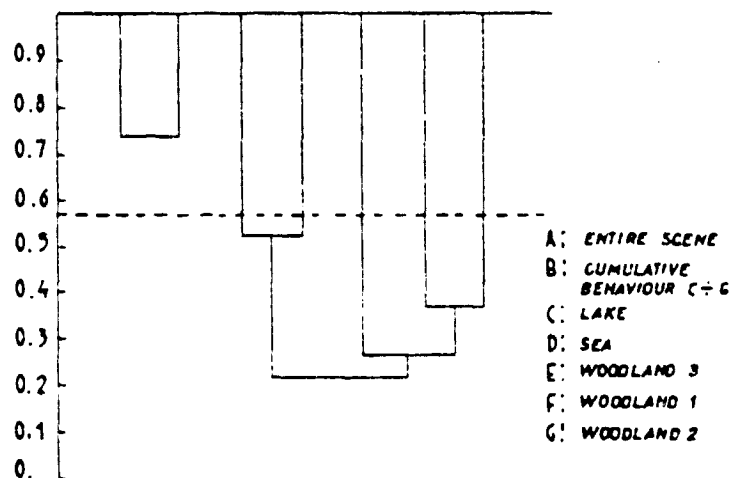 0.9
0.8
0.7
0.6
0.5
0.4
0.3
0.2
0.1
0.
A: ENTIRE SCENE
B: CUMULATIVE
BEHAVIOUR C÷G
C: LAKE
D: SEA
E: WOODLAND 3
F: WOODLAND 1
G: WOODLAND 2